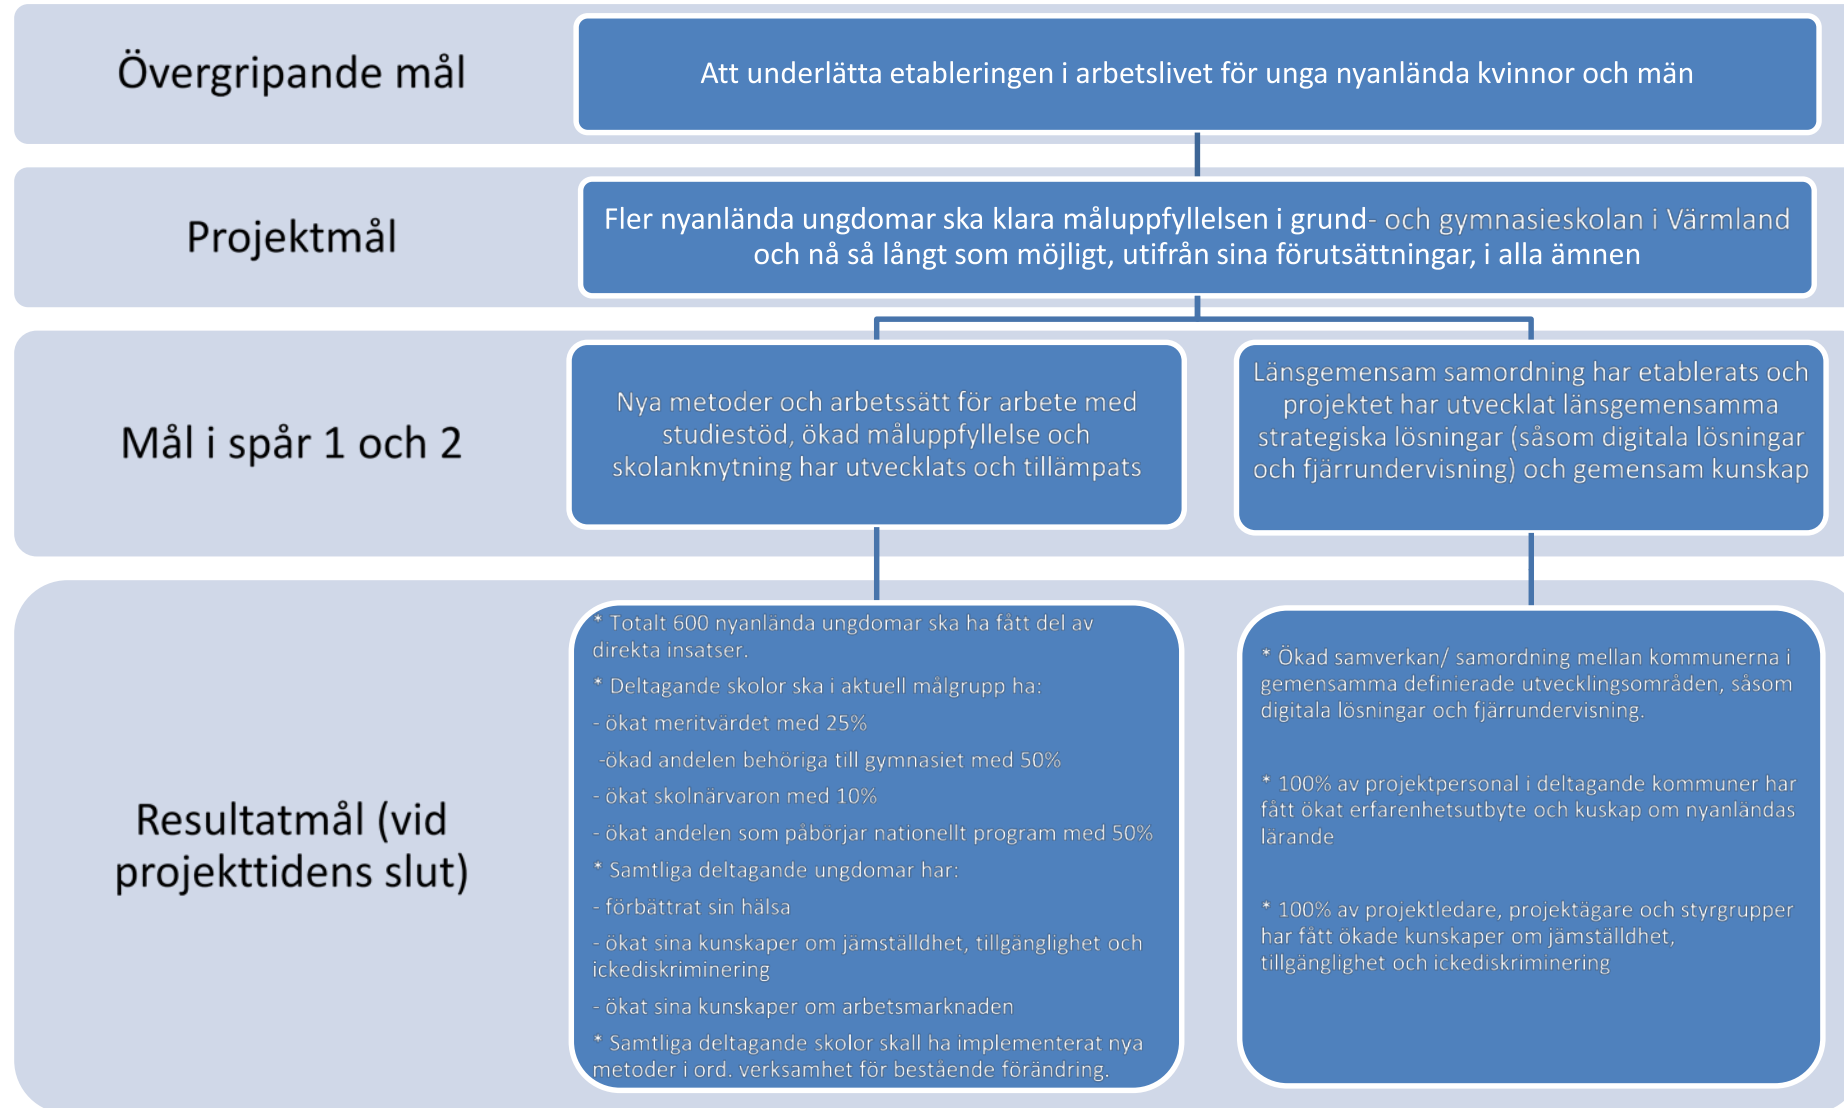 Övergripande mål
Att underlätta etableringen i arbetslivet för unga nyanlända kvinnor och män
Projektmål
Fler nyanlända ungdomar ska klara måluppfyllelsen i grund- och gymnasieskolan i Värmland
och nå så långt som möjligt, utifrån sina förutsättningar, i alla ämnen
Mål i spår 1 och 2
Nya metoder och arbetssätt för arbete med
studiestöd, ökad måluppfyllelse och
skolanknytning har utvecklats och tillämpats
Länsgemensam samordning har etablerats och
projektet har utvecklat länsgemensamma
strategiska lösningar (såsom digitala lösningar
och fjärrundervisning) och gemensam kunskap
Resultatmål (vid
projekttidens slut)
* Totalt 600 nyanlända ungdomar ska ha fått del av
direkta insatser.
* Deltagande skolor ska i aktuell målgrupp ha:
- ökat meritvärdet med 25%
-ökad andelen behöriga till gymnasiet med 50%
- ökat skolnärvaron med 10%
- ökat andelen som påbörjar nationellt program med 50%
* Samtliga deltagande ungdomar har:
- förbättrat sin hälsa
- ökat sina kunskaper om jämställdhet, tillgänglighet och
ickediskriminering
- ökat sina kunskaper om arbetsmarknaden
* Samtliga deltagande skolor skall ha implementerat nya
metoder i ord. verksamhet för bestående förändring.
* Ökad samverkan/ samordning mellan kommunerna i
gemensamma definierade utvecklingsområden, såsom
digitala lösningar och fjärrundervisning.
* 100% av projektpersonal i deltagande kommuner har
fått ökat erfarenhetsutbyte och kuskap om nyanländas
lärande
* 100% av projektledare, projektägare och styrgrupper
har fått ökade kunskaper om jämställdhet,
tillgänglighet och ickediskriminering